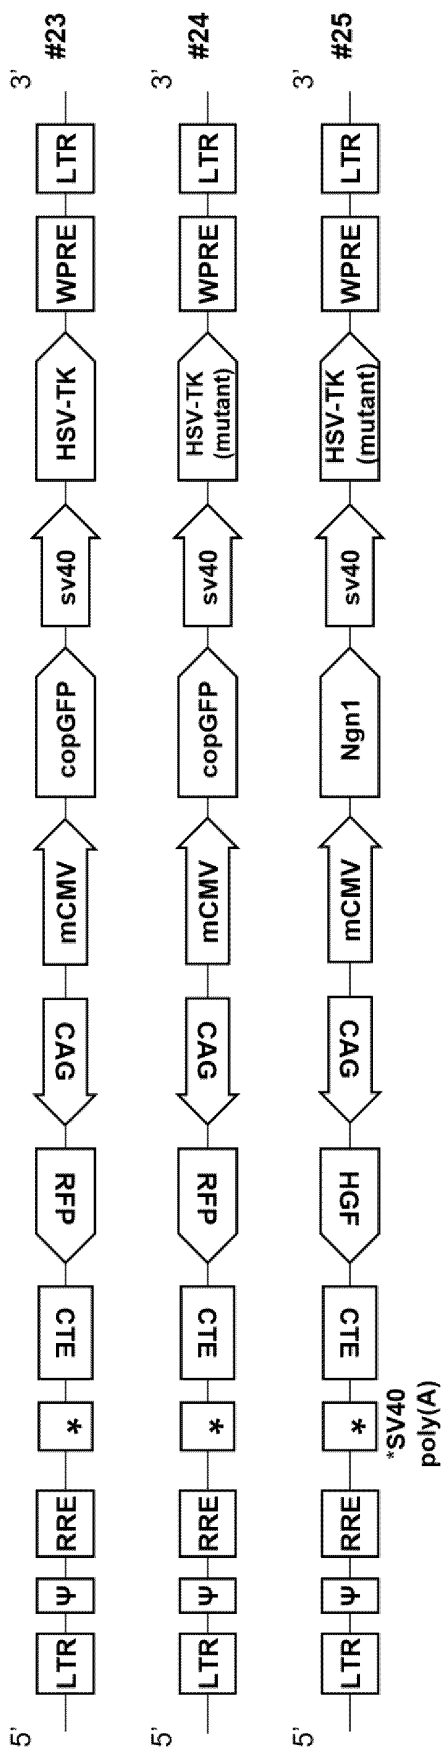 5' LTR Ψ RRE * CTE RFP CAG mCMV copGFP sv40 HSV-TK WPRE LTR 3' #23
5' LTR Ψ RRE * CTE RFP CAG mCMV copGFP sv40 HSV-TK (mutant) WPRE LTR 3' #24
5' LTR Ψ RRE * CTE HGF CAG mCMV Ngn1 sv40 HSV-TK (mutant) WPRE LTR 3' #25
*SV40
poly(A)